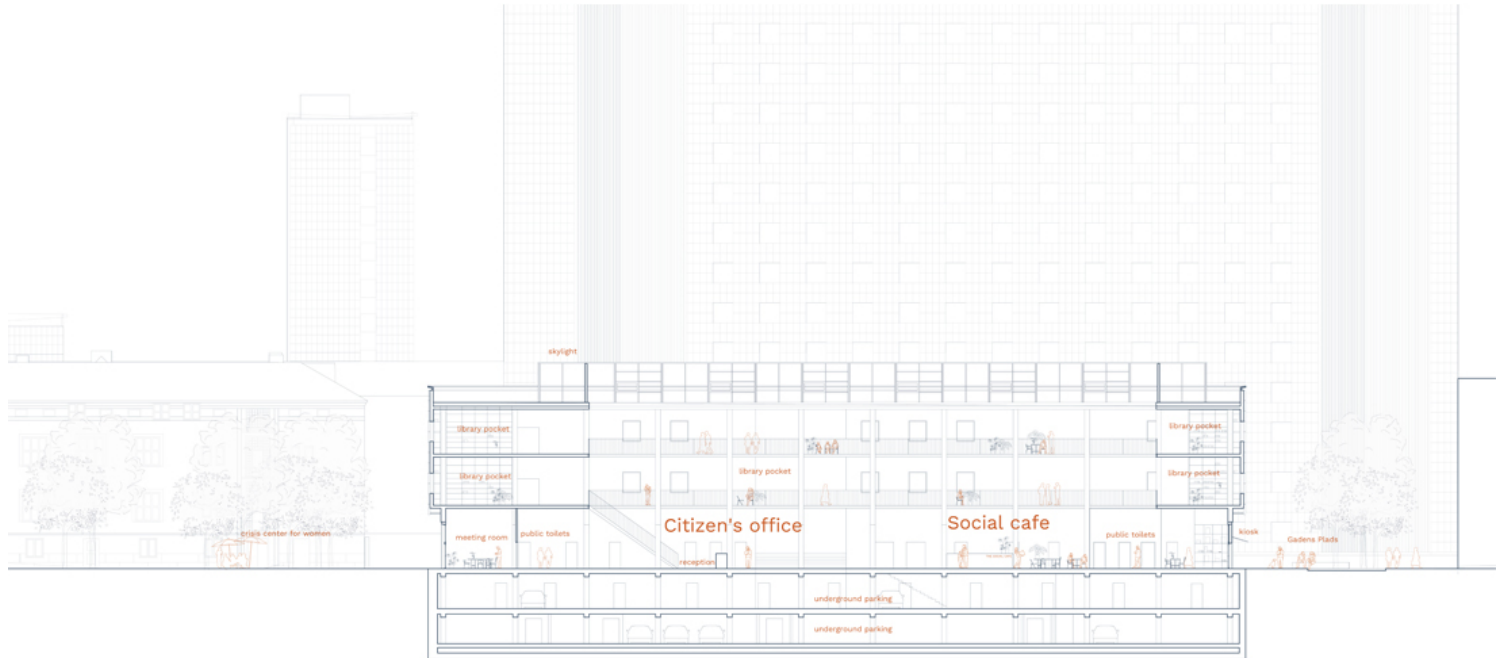 skylight
library pocket
library pocket
library pocket
library pocket
library pocket
Citizen's office
Social cafe
crisis center for women
meeting room
public toilets
public toilets
kiosk
Gadens Plads
reception
underground parking
underground parking